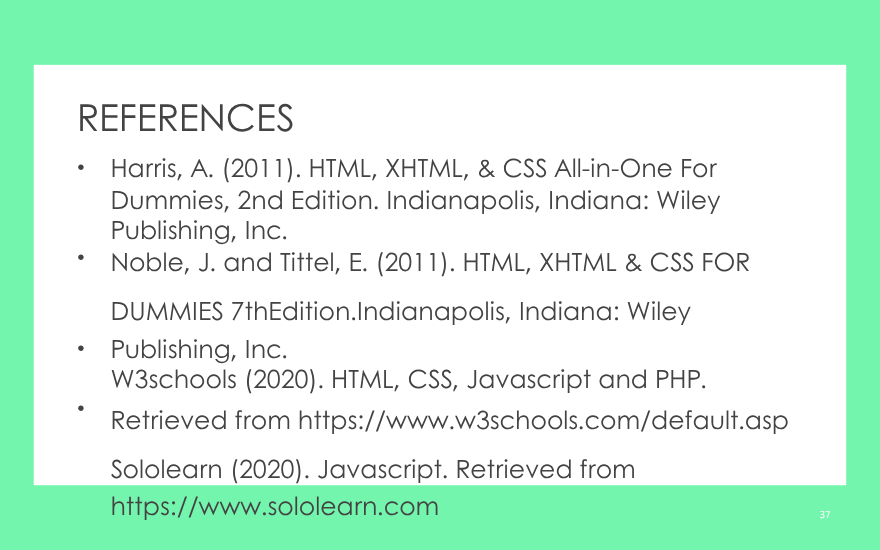 REFERENCES
• Harris, A. (2011). HTML, XHTML, & CSS All-in-One For
Dummies, 2nd Edition. Indianapolis, Indiana: Wiley
Publishing, Inc.
• Noble, J. and Tittel, E. (2011). HTML, XHTML & CSS FOR
DUMMIES 7thEdition.Indianapolis, Indiana: Wiley
• Publishing, Inc.
W3schools (2020). HTML, CSS, Javascript and PHP.
• Retrieved from https://www.w3schools.com/default.asp
Sololearn (2020). Javascript. Retrieved from
https://www.sololearn.com
37